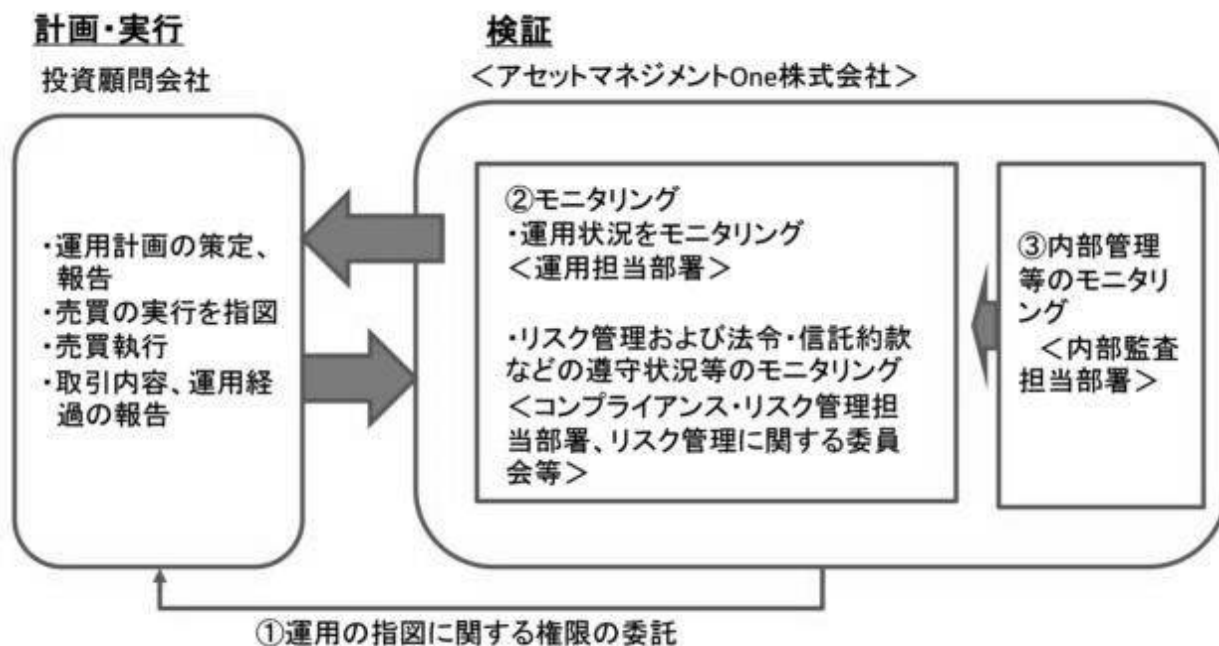 計画・実行
投資顧問会社
・運用計画の策定、
報告
・売買の実行を指図
・売買執行
・取引内容、運用経
過の報告
検証
＜アセットマネジメントOne株式会社＞
②モニタリング
・運用状況をモニタリング
＜運用担当部署＞
・リスク管理および法令・信託約款
などの遵守状況等のモニタリング
＜コンプライアンス・リスク管理担
当部署、リスク管理に関する委員
会等＞
③内部管理
等のモニタリ
ング
＜内部監査
担当部署＞
①運用の指図に関する権限の委託